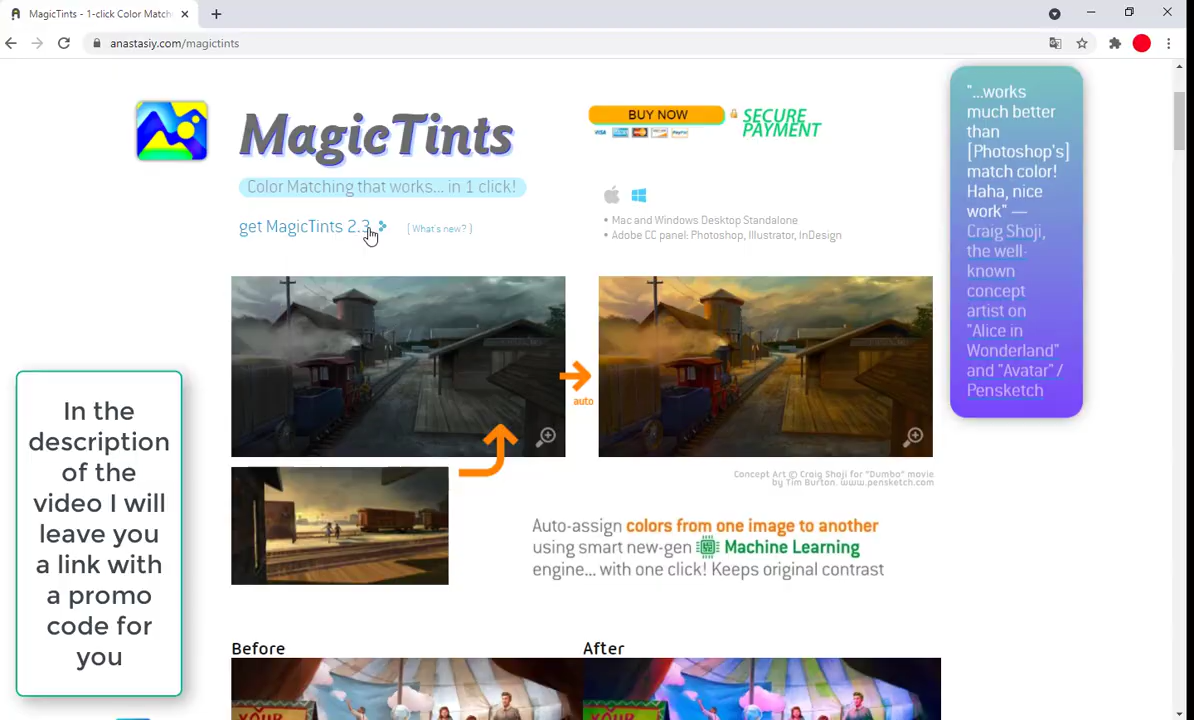 MagicTints - 1-click Color Match
anastasiy.com/magictints
MagicTints
Color Matching that works... in 1 click!
get MagicTints 2.3
[ What's new? ]
BUY NOW
VISA
PayPal
SECURE
PAYMENT
• Mac and Windows Desktop Standalone
• Adobe CC panel: Photoshop, Illustrator, InDesign
"...works
much better
than
[Photoshop's]
match color!
Haha, nice
work" —
Craig Shoji,
the well-
known
concept
artist on
"Alice in
Wonderland"
and "Avatar" /
Pensketch
auto
Concept Art © Craig Shoji for "Dumbo" movie
by Tim Burton. www.pensketch.com
Auto-assign colors from one image to another
using smart new-gen Machine Learning
engine... with one click! Keeps original contrast
In the
description
of the
video I will
leave you
a link with
a promo
code for
you
Before
After
YOUR
YOUR